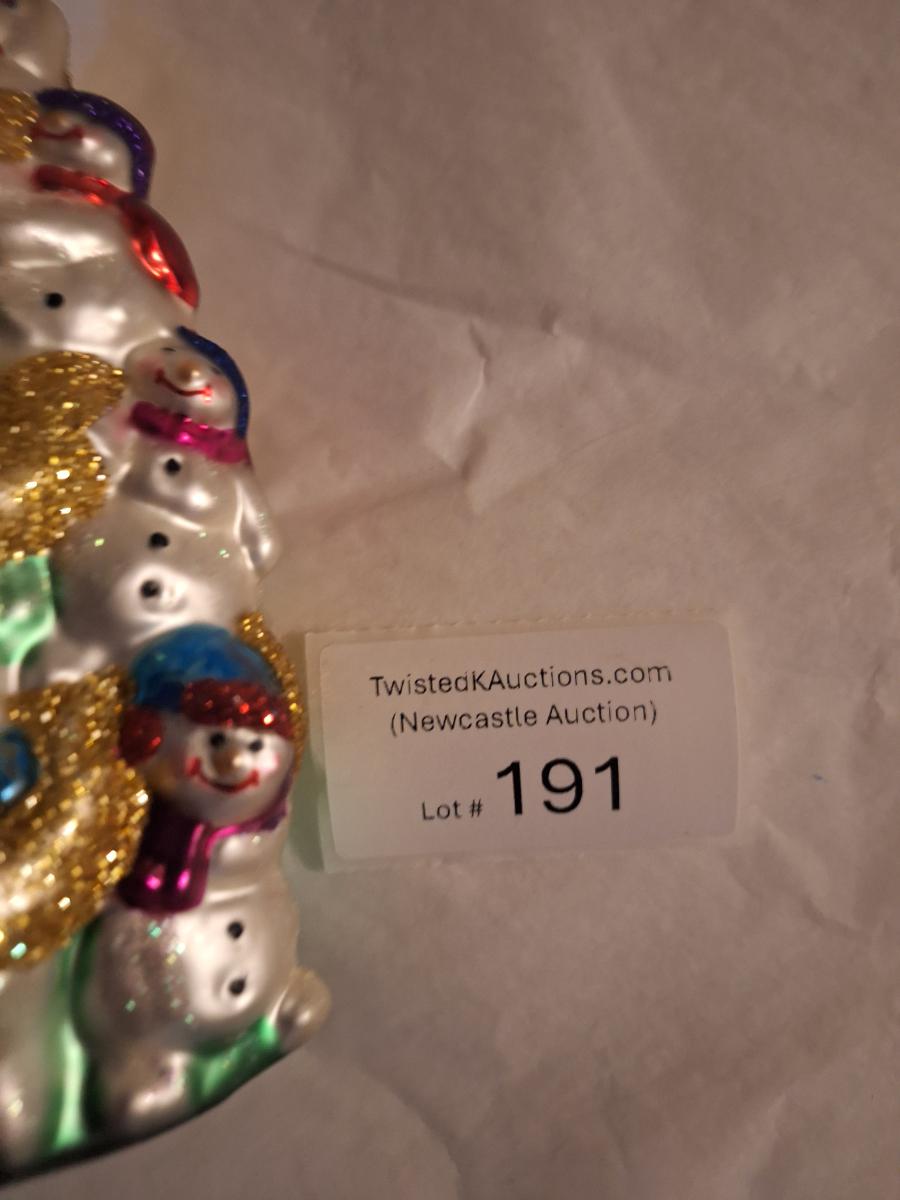 TwistedKAuctions.com
(Newcastle Auction)
Lot # 191